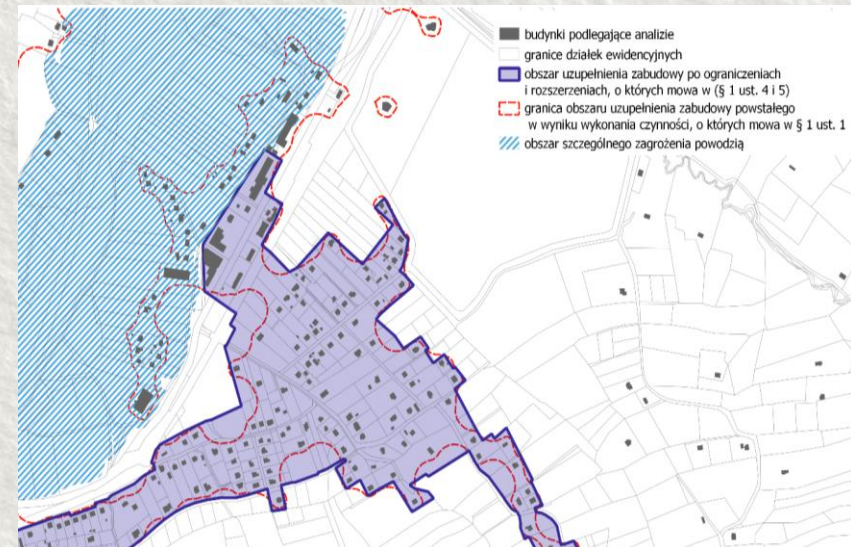 budynki podlegające analizie
granice działek ewidencyjnych
obszar uzupełnienia zabudowy po ograniczeniach
i rozszerzeniach, o których mowa w (§ 1 ust. 4 i 5)
granica obszaru uzupełnienia zabudowy powstałego
w wyniku wykonania czynności, o których mowa w § 1 ust. 1
obszar szczególnego zagrożenia powodzią